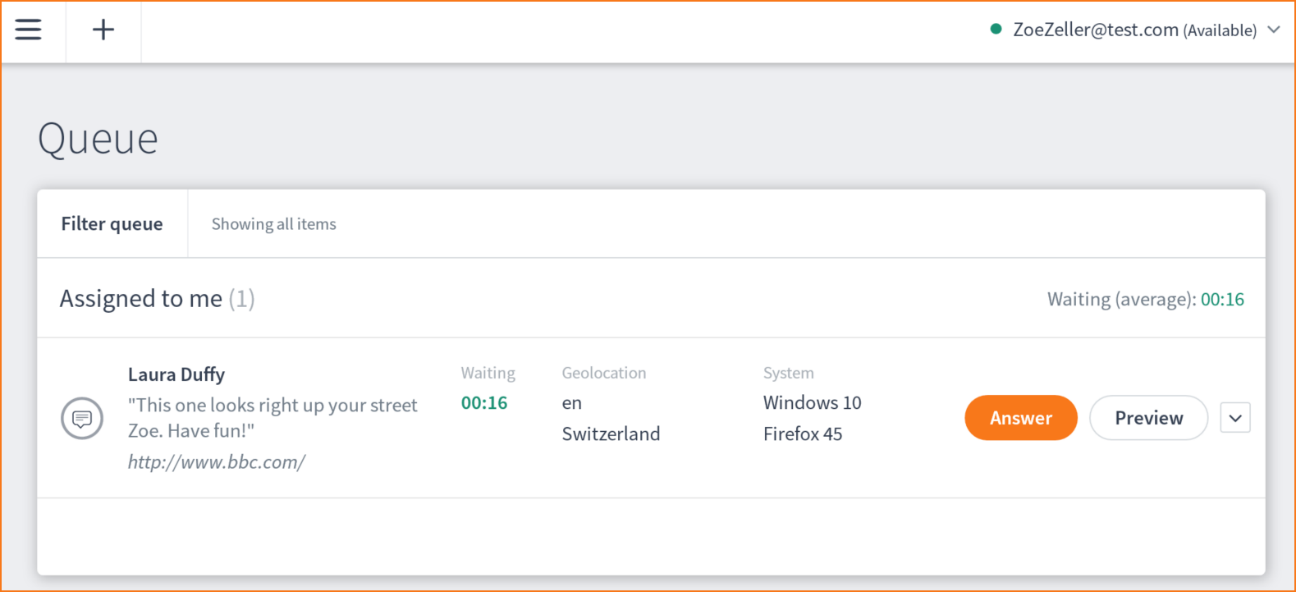 ZoeZeller@test.com (Available)
Queue
Filter queue
Showing all items
Assigned to me (1)
Waiting (average): 00:16
Laura Duffy
"This one looks right up your street
Zoe. Have fun!"
http://www.bbc.com/
Waiting
00:16
Geolocation
en
Switzerland
System
Windows 10
Firefox 45
Answer
Preview